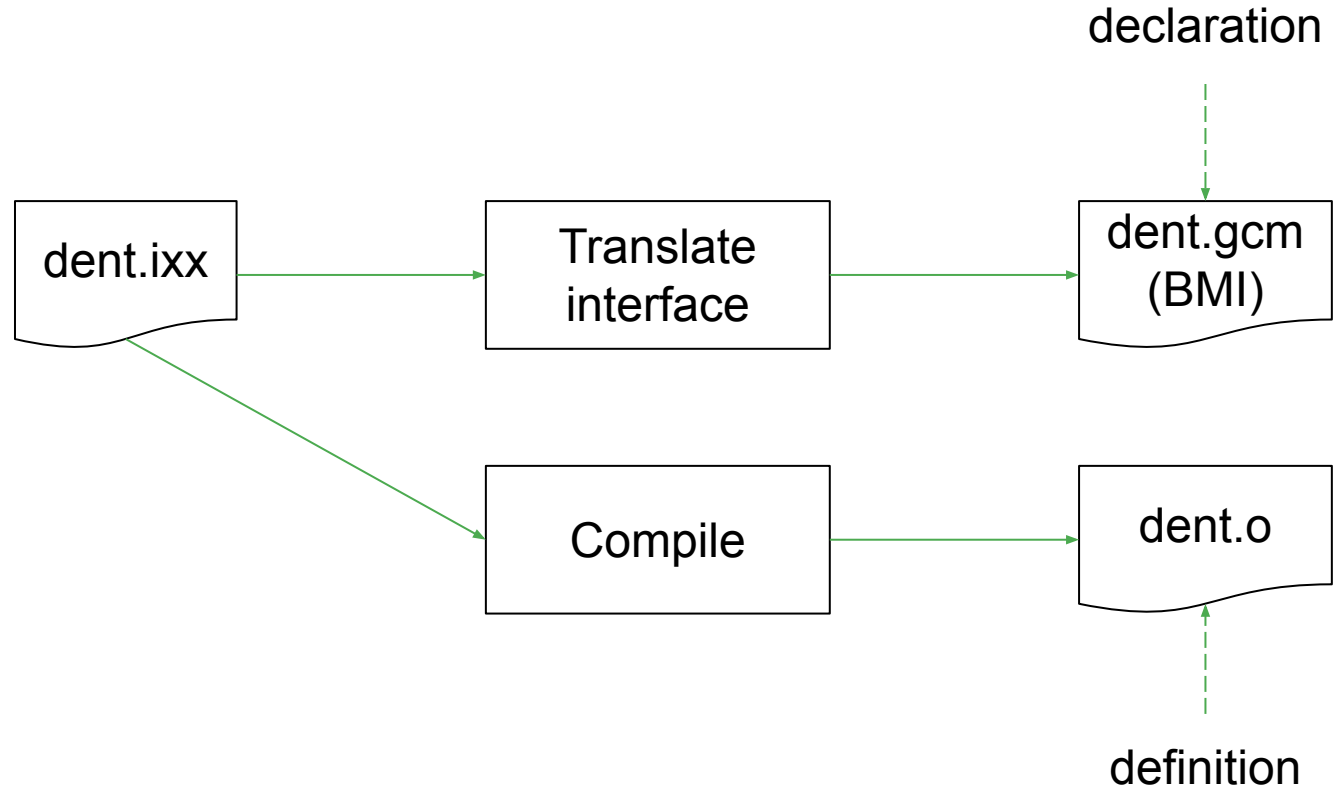 declaration
dent.ixx
Translate
interface
dent.gcm
(BMI)
Compile
dent.o
definition